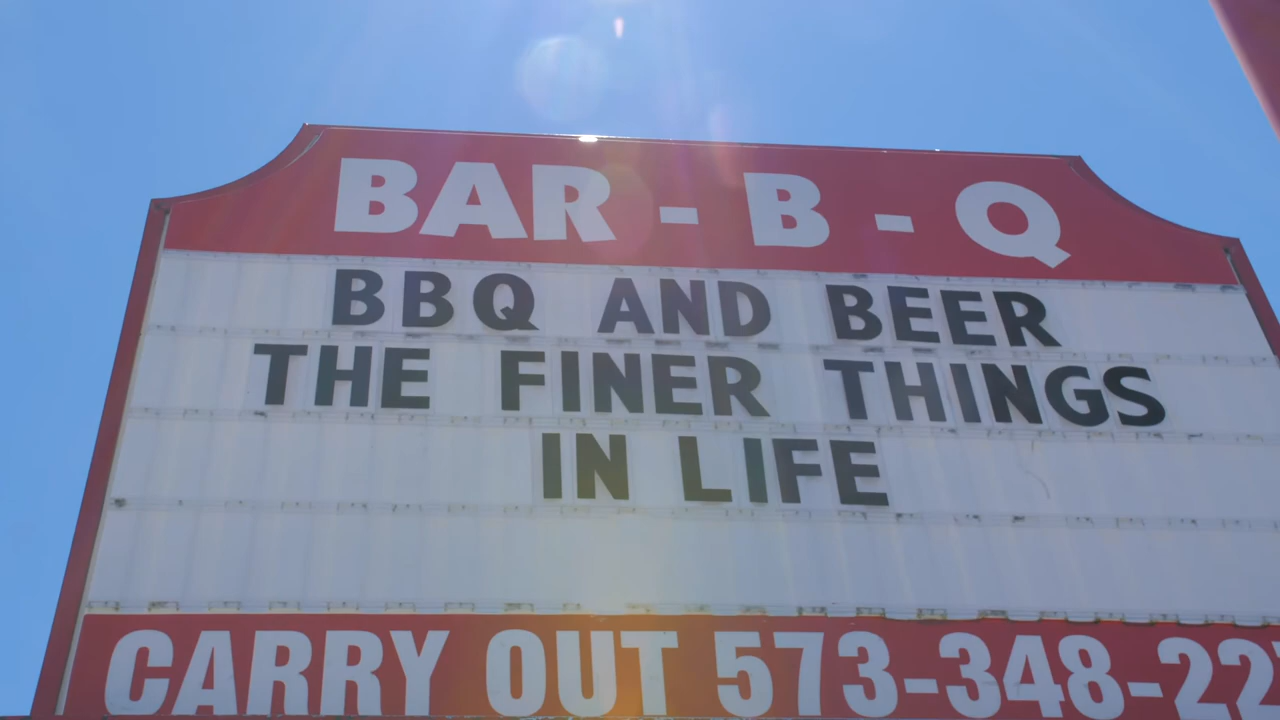 BAR-B-Q
BBQ AND BEER
THE FINER THINGS
IN LIFE
CARRY OUT 573-348-22